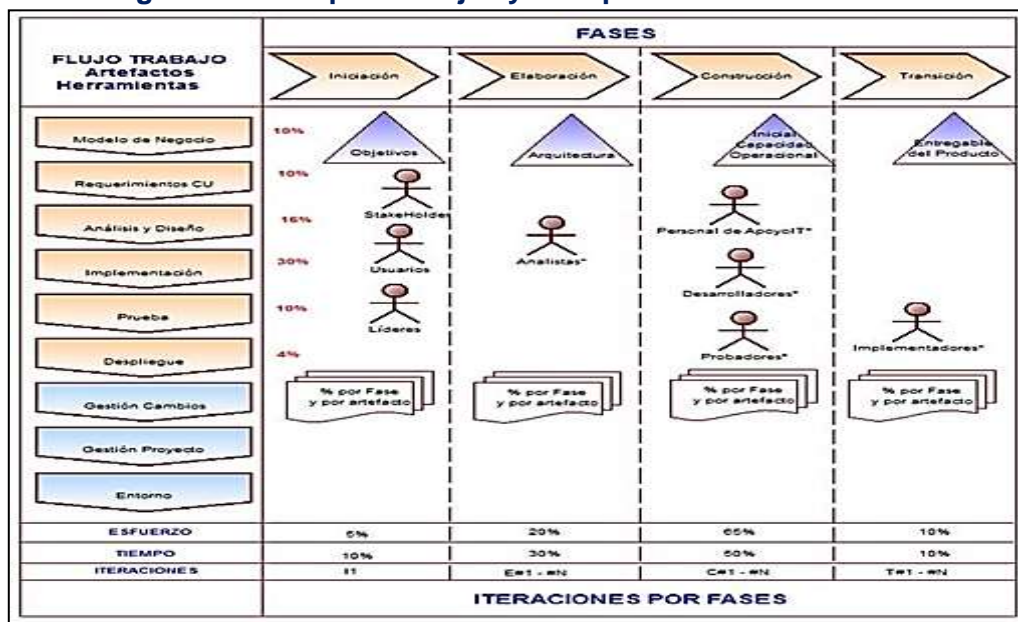 FASES
FLUJO TRABAJO
Artefactos
Herramientas
Iniciación
Elaboración
Construcción
Transición
Modelo de Negocio
10%
Objetivos
Arquitectura
Inicial
Capacidad
Operacional
Entregable
del Producto
Requerimientos CU
10%
StakeHolder
Personal de ApoyoIT*
Análisis y Diseño
16%
Usuarios
Analistas*
Implementación
30%
Desarrolladores*
Prueba
10%
Líderes
Probadores*
Implementadores*
Despliegue
4%
% por Fase
y por artefacto
% por Fase
y por artefacto
% por Fase
y por artefacto
% por Fase
y por artefacto
Gestión Cambios
Gestión Proyecto
Entorno
ESFUERZO 5% 20% 65% 10%
TIEMPO 10% 30% 50% 10%
ITERACIONES I1 E#1 - #N C#1 - #N T#1 - #N
ITERACIONES POR FASES